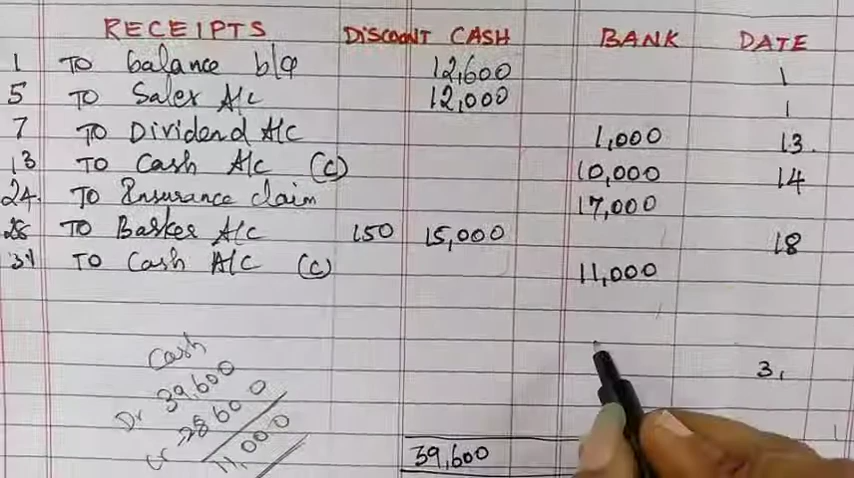 RECEIPTS DISCOUNT CASH BANK DATE
1 TO balance b/d 12,600 1
5 TO Sales A/c 12,000 1
7 TO Dividend A/c 1,000 13.
13 TO Cash A/c (c) 10,000 14
24. TO Insurance claim 17,000
28 TO Basker A/c 150 15,000 18
31 TO Cash A/c (c) 11,000
Cash
Dr 39,600
Cr 28600
11,000
3,
39,600